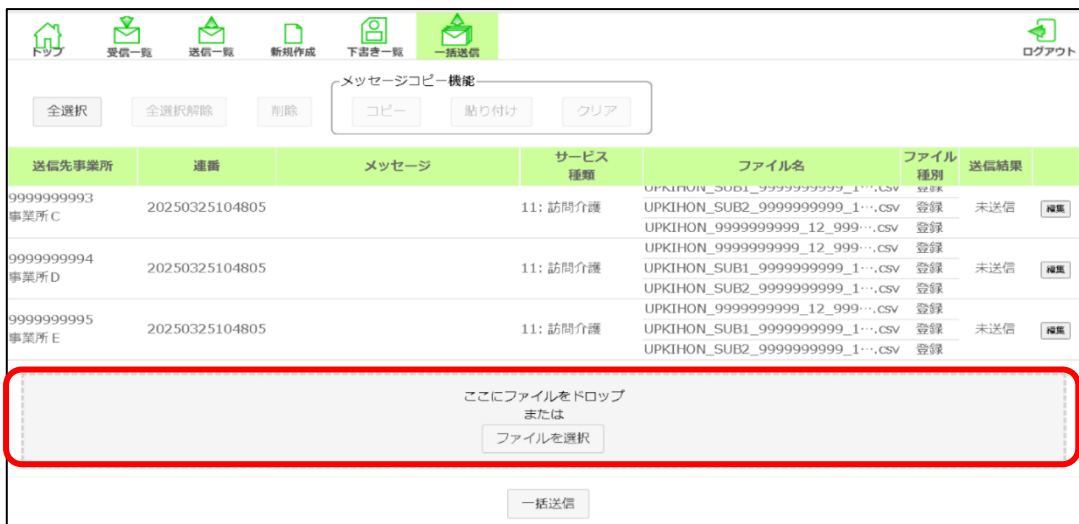 トップ 受信一覧 送信一覧 新規作成 下書き一覧 一括送信 ログアウト
メッセージコピー機能
全選択 全選択解除 削除 コピー 貼り付け クリア
送信先事業所 連番 メッセージ サービス種類 ファイル名 ファイル種別 送信結果
UPKIHON_SUB1_9999999999_1….csv 登録
9999999993
事業所C
20250325104805 11: 訪問介護 UPKIHON_SUB2_9999999999_1….csv 登録 未送信 編集
UPKIHON_9999999999_12_999….csv 登録
UPKIHON_9999999999_12_999….csv 登録
9999999994
事業所D
20250325104805 11: 訪問介護 UPKIHON_SUB1_9999999999_1….csv 登録 未送信 編集
UPKIHON_SUB2_9999999999_1….csv 登録
UPKIHON_9999999999_12_999….csv 登録
9999999995
事業所E
20250325104805 11: 訪問介護 UPKIHON_SUB1_9999999999_1….csv 登録 未送信 編集
UPKIHON_SUB2_9999999999_1….csv 登録
ここにファイルをドロップ
または
ファイルを選択
一括送信